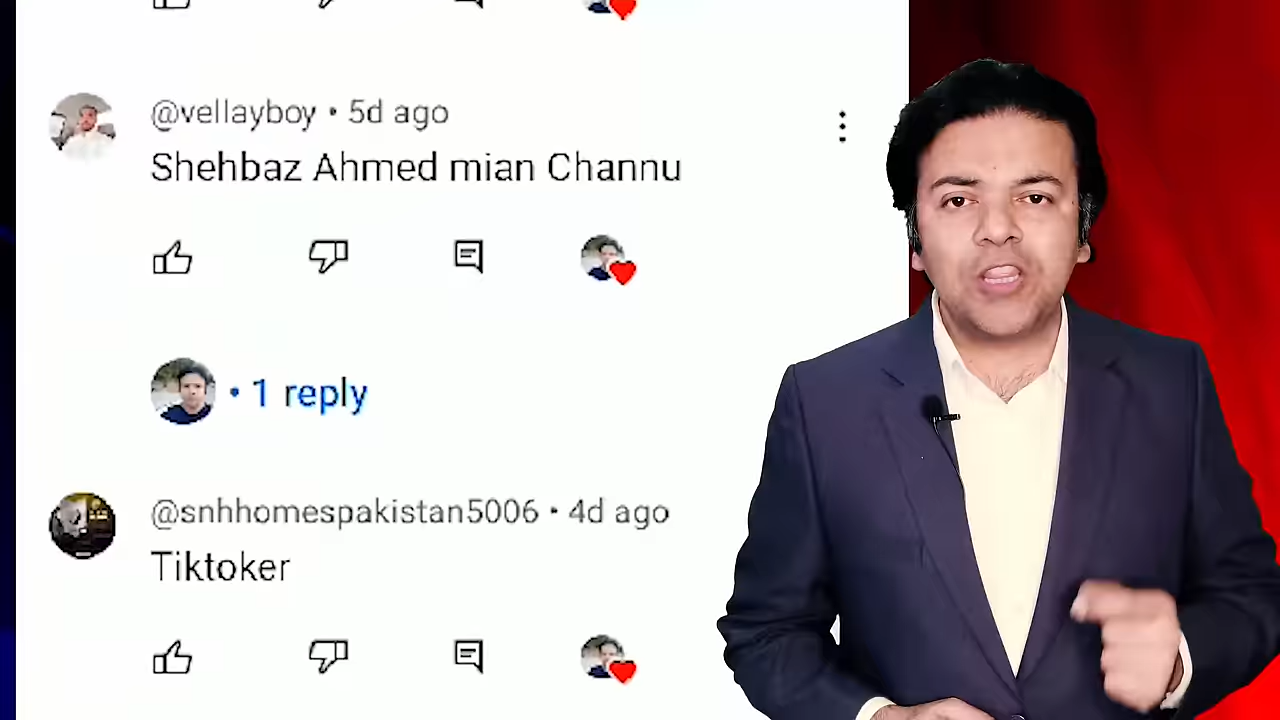 @vellayboy • 5d ago
Shehbaz Ahmed mian Channu
• 1 reply
@snhhomespakistan5006 • 4d ago
Tiktoker